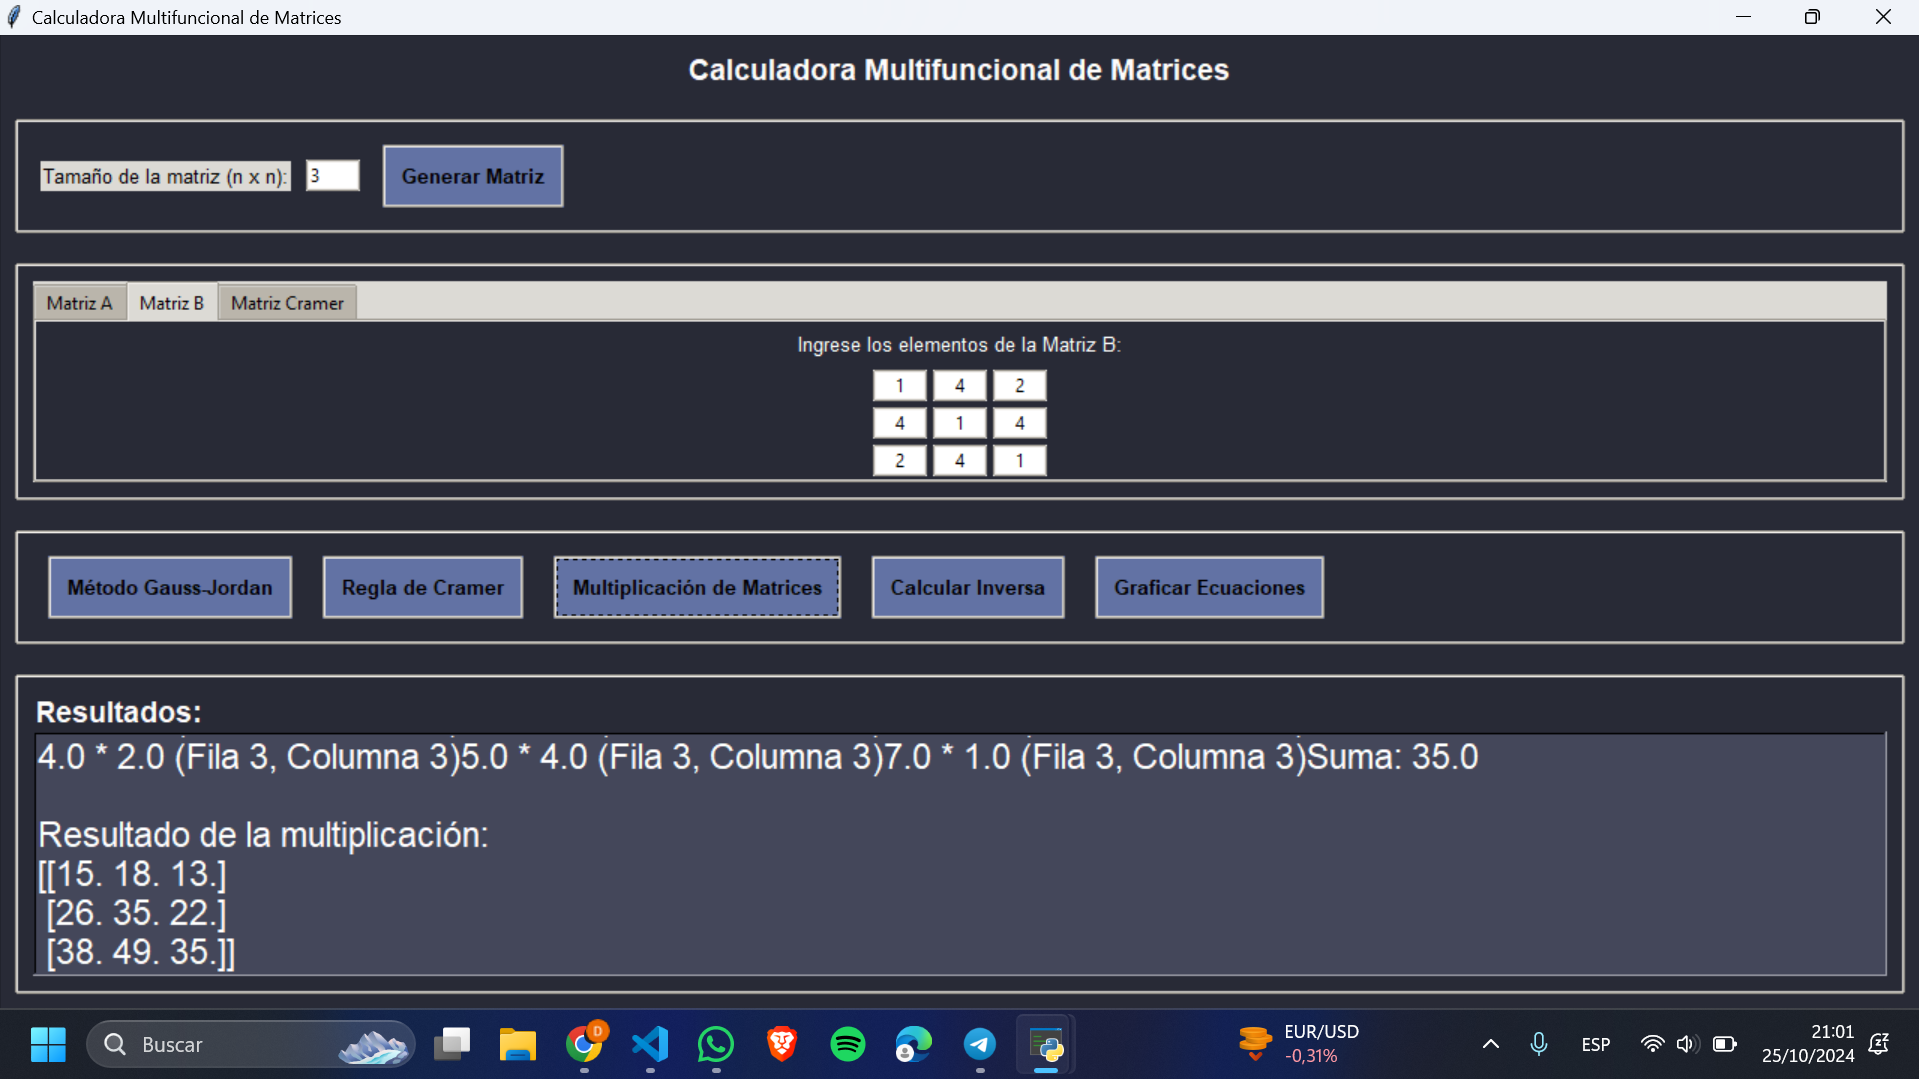 Calculadora Multifuncional de Matrices
Calculadora Multifuncional de Matrices
Tamaño de la matriz (n x n): 3 Generar Matriz
Matriz A Matriz B Matriz Cramer
Ingrese los elementos de la Matriz B:
1 4 2
4 1 4
2 4 1
Método Gauss-Jordan Regla de Cramer Multiplicación de Matrices Calcular Inversa Graficar Ecuaciones
Resultados:
4.0 * 2.0 (Fila 3, Columna 3)5.0 * 4.0 (Fila 3, Columna 3)7.0 * 1.0 (Fila 3, Columna 3)Suma: 35.0
Resultado de la multiplicación:
[[15. 18. 13.]
[26. 35. 22.]
[38. 49. 35.]]
Buscar
D
EUR/USD
-0,31%
ESP
21:01
25/10/2024